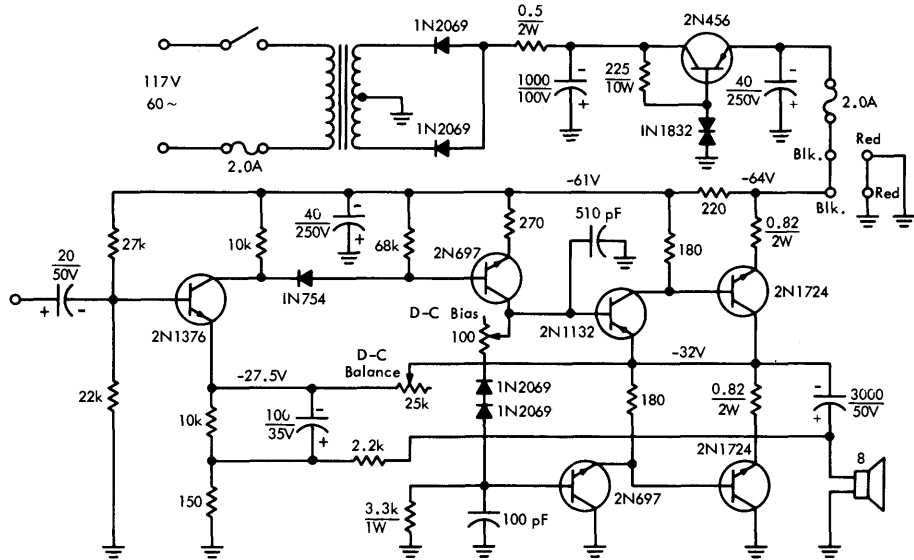 1N2069
0.5
2W
2N456
117V
60~
1000
100V
225
10W
40
250V
2.0A
1N2069
IN1832
2.0A
Blk.
Red
-61V
-64V
Red
Blk.
27k
10k
40
250V
68k
270
510 pF
220
0.82
2W
20
50V
2N697
180
IN754
2N1724
2N1376
D-C Bias
100
2N1132
D-C
Balance
-27.5V
-32V
25k
22k
10k
100
35V
1N2069
1N2069
180
0.82
2W
3000
50V
2.2k
2N1724
8
150
3.3k
1W
100 pF
2N697